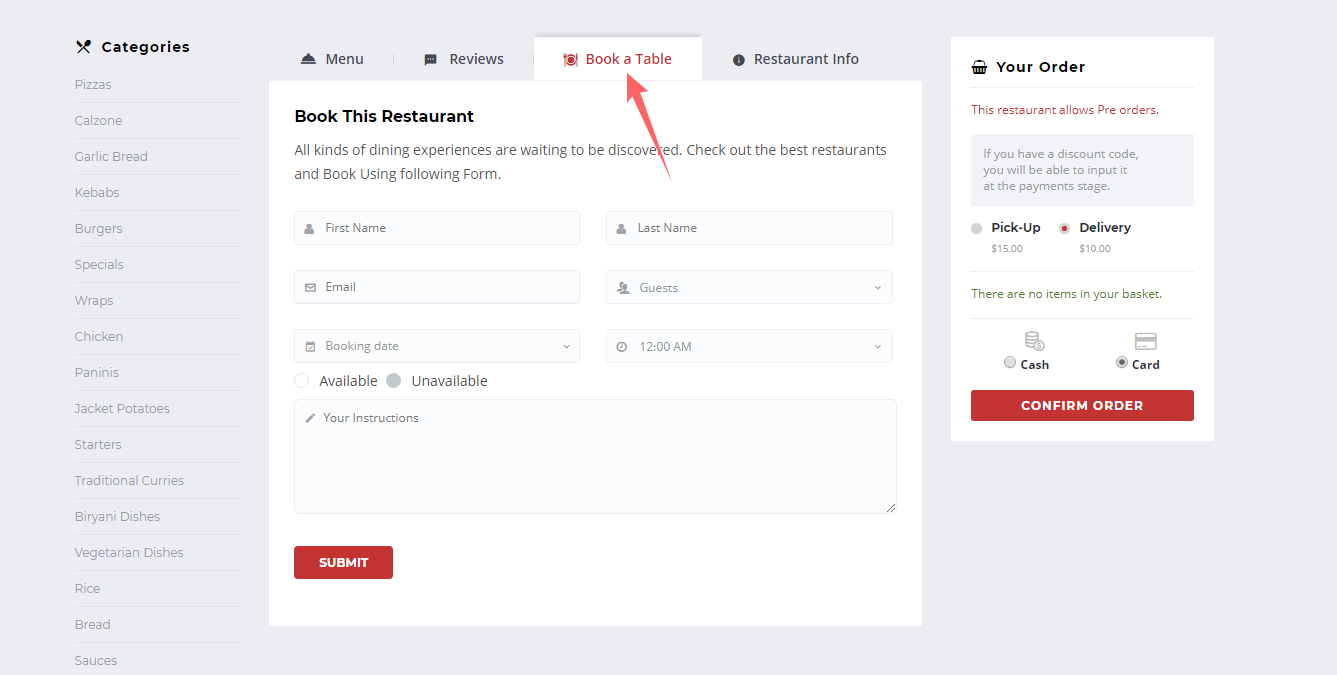 Categories
Pizzas
Calzone
Garlic Bread
Kebabs
Burgers
Specials
Wraps
Chicken
Paninis
Jacket Potatoes
Starters
Traditional Curries
Biryani Dishes
Vegetarian Dishes
Rice
Bread
Sauces
Menu
Reviews
Book a Table
Restaurant Info
Book This Restaurant
All kinds of dining experiences are waiting to be discovered. Check out the best restaurants
and Book Using following Form.
First Name
Last Name
Email
Guests
Booking date
12:00 AM
Available
Unavailable
Your Instructions
SUBMIT
Your Order
This restaurant allows Pre orders.
If you have a discount code,
you will be able to input it
at the payments stage.
Pick-Up
Delivery
$15.00
$10.00
There are no items in your basket.
Cash
Card
CONFIRM ORDER